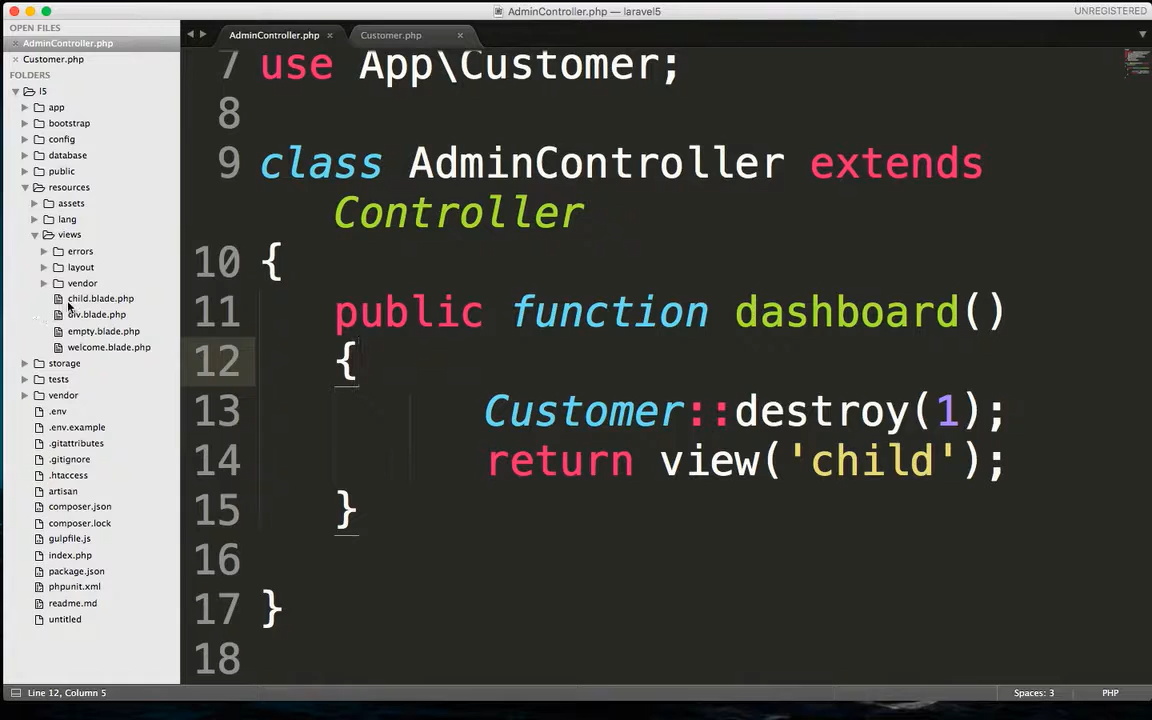 AdminController.php — laravel5
UNREGISTERED
OPEN FILES
AdminController.php
Customer.php
FOLDERS
l5
app
bootstrap
config
database
public
resources
assets
lang
views
errors
layout
vendor
child.blade.php
div.blade.php
empty.blade.php
welcome.blade.php
storage
tests
vendor
.env
.env.example
.gitattributes
.gitignore
.htaccess
artisan
composer.json
composer.lock
gulpfile.js
index.php
package.json
phpunit.xml
readme.md
untitled
AdminController.php
Customer.php
7 use App\Customer;
8
9 class AdminController extends
Controller
10 {
11 public function dashboard()
12 {
13 Customer::destroy(1);
14 return view('child');
15 }
16
17 }
18
Line 12, Column 5
Spaces: 3
PHP